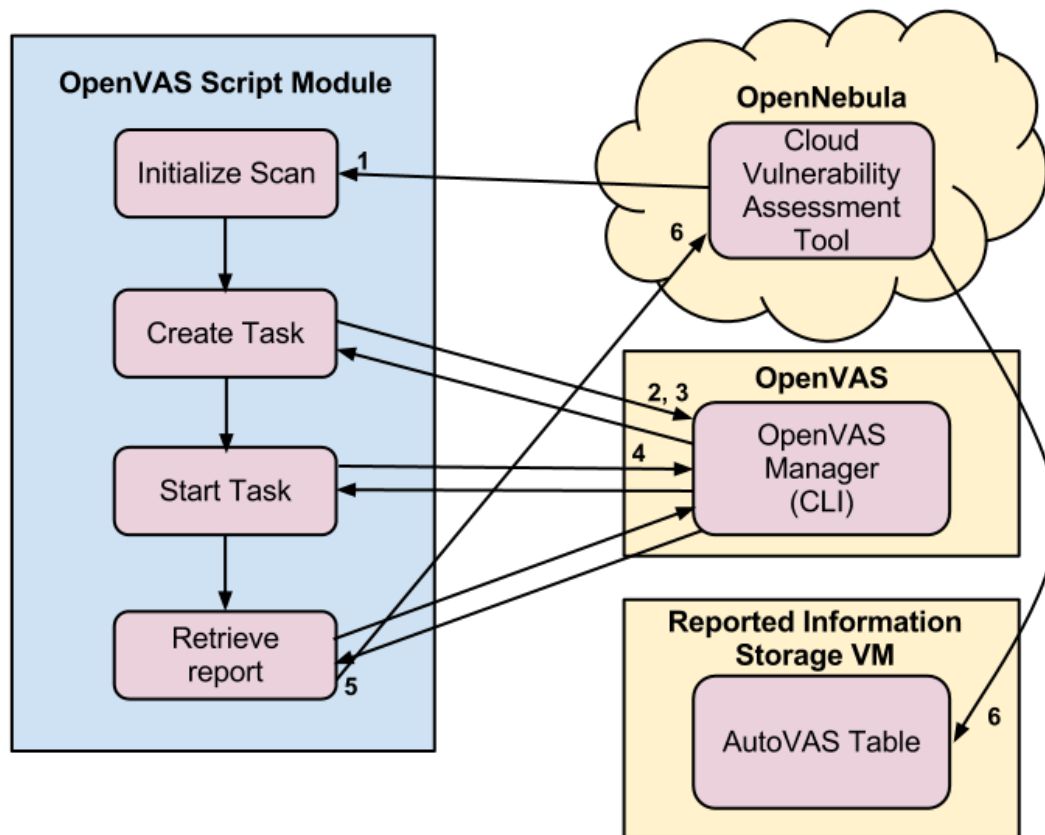 OpenVAS Script Module
Initialize Scan
Create Task
Start Task
Retrieve
report
1
5
OpenNebula
Cloud
Vulnerability
Assessment
Tool
6
OpenVAS
2, 3
4
OpenVAS
Manager
(CLI)
Reported Information
Storage VM
AutoVAS Table
6